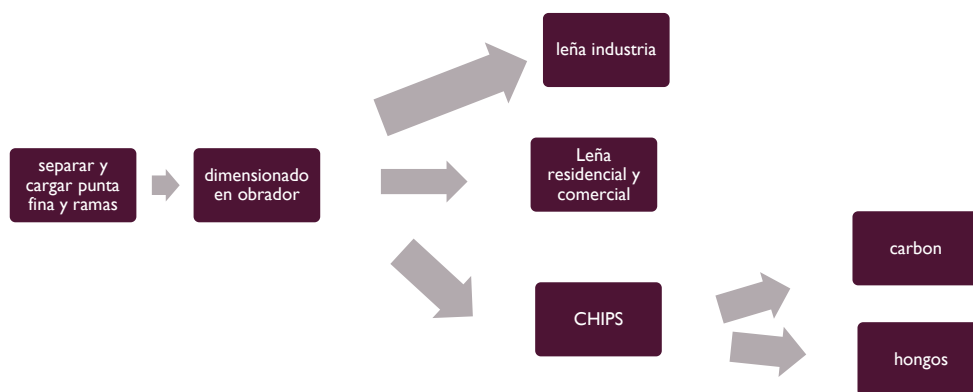 separar y
cargar punta
fina y ramas
dimensionado
en obrador
leña industria
Leña
residencial y
comercial
CHIPS
carbon
hongos